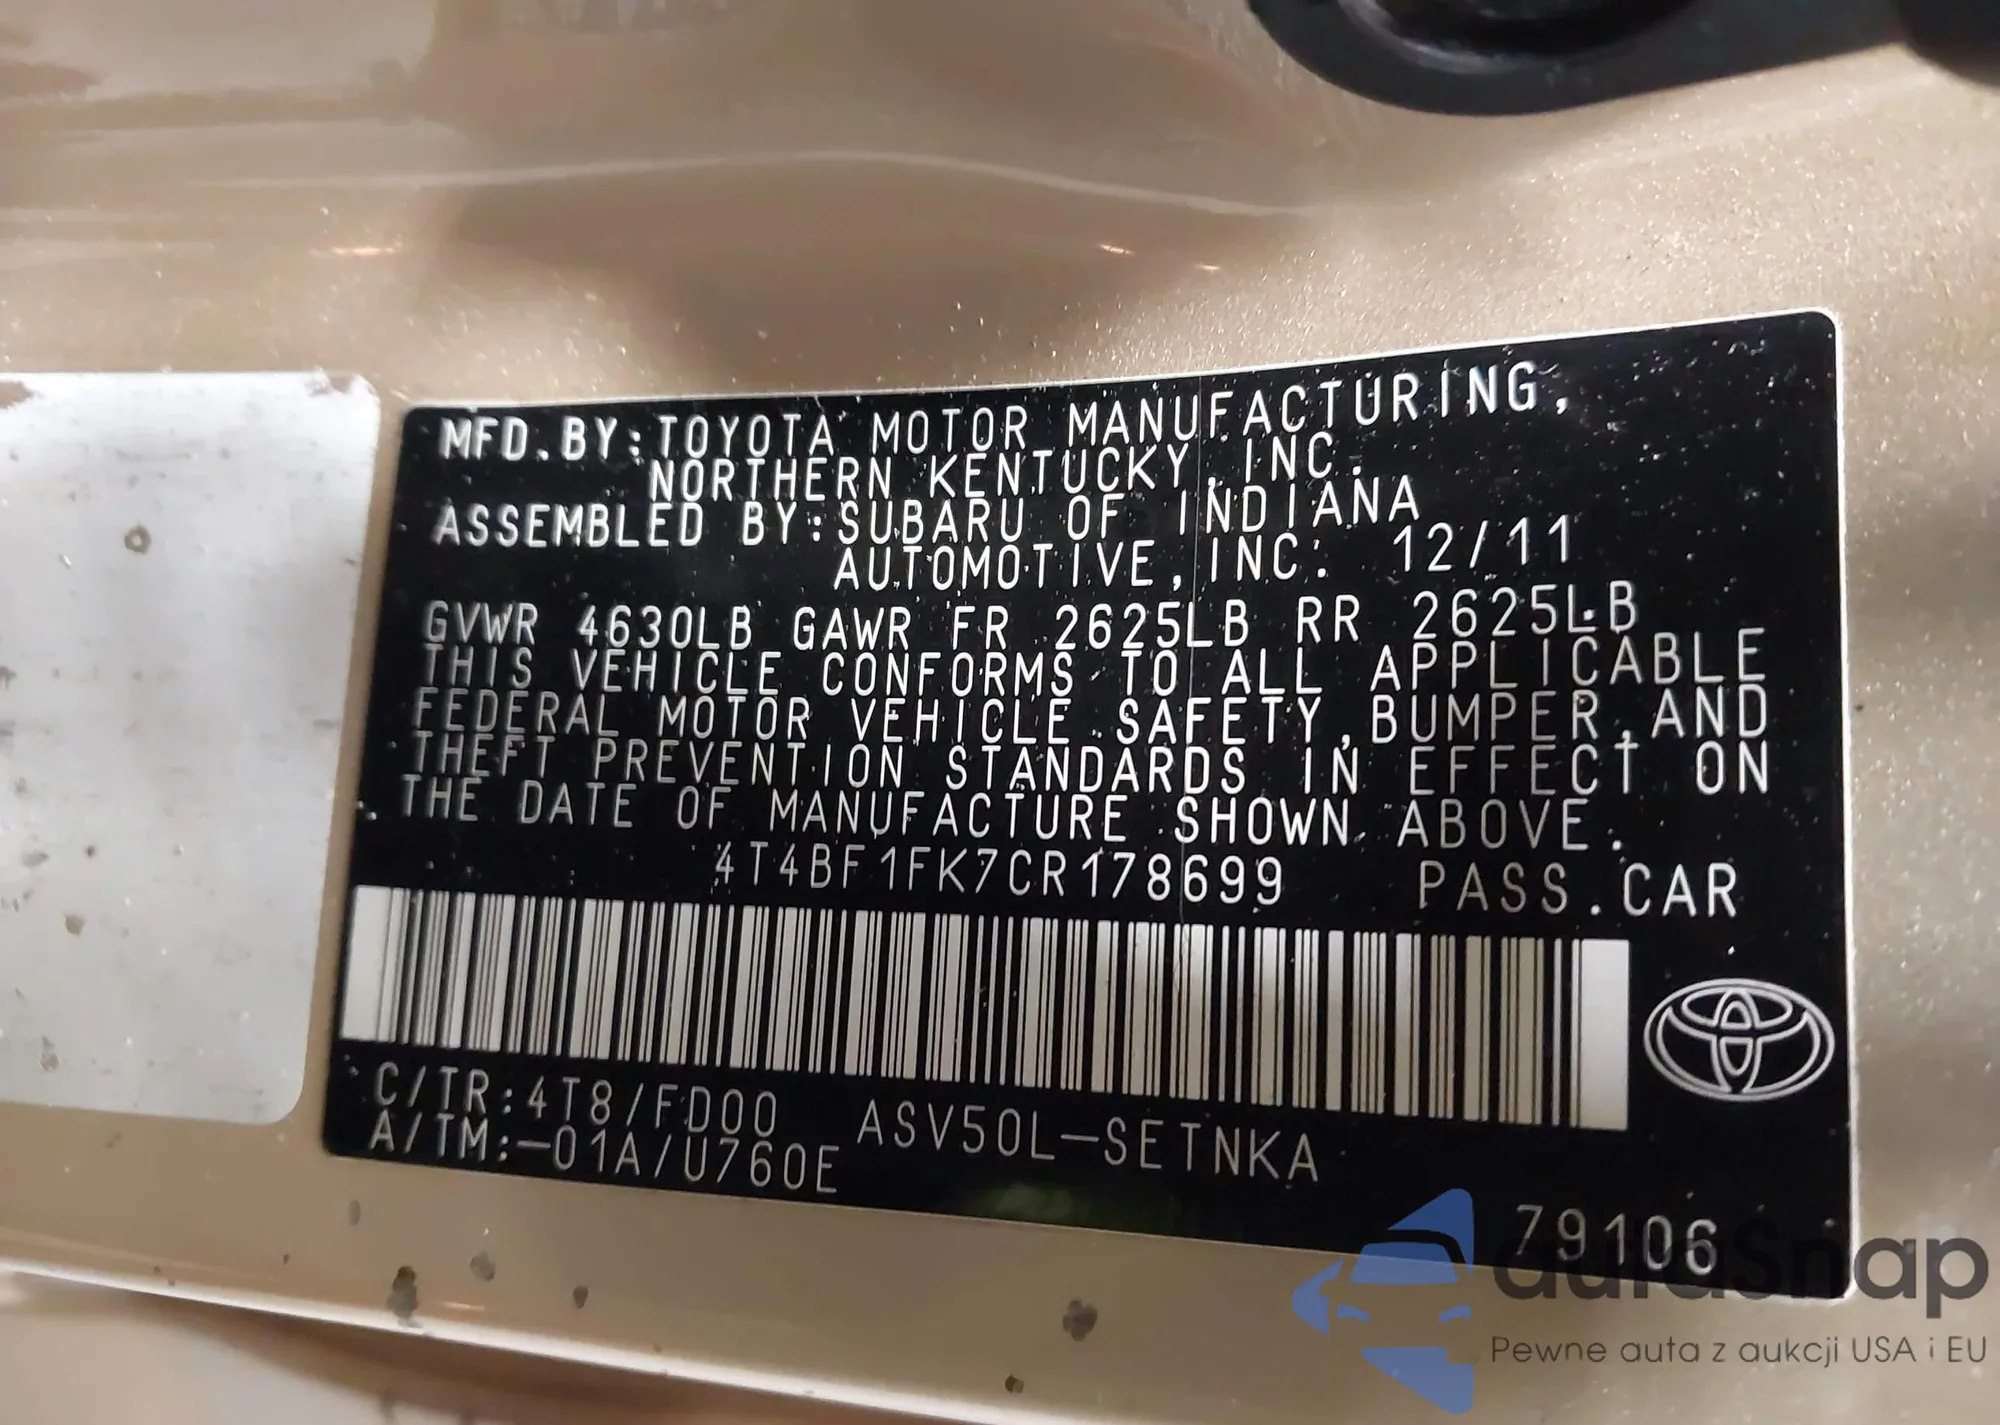 MFD.BY:TOYOTA MOTOR MANUFACTURING,
NORTHERN KENTUCKY, INC.
ASSEMBLED BY:SUBARU OF INDIANA
AUTOMOTIVE,INC. 12/11
GVWR 4630LB GAWR FR 2625LB RR 2625LB
THIS VEHICLE CONFORMS TO ALL APPLICABLE
FEDERAL MOTOR VEHICLE SAFETY,BUMPER,AND
THEFT PREVENTION STANDARDS IN EFFECT ON
THE DATE OF MANUFACTURE SHOWN ABOVE.
4T4BF1FK7CR178699 PASS.CAR
C/TR:4T8/FD00 ASV50L-SETNKA
A/TM:-01A/U760E
79106
autasnap
Pewne auta z aukcji USA i EU